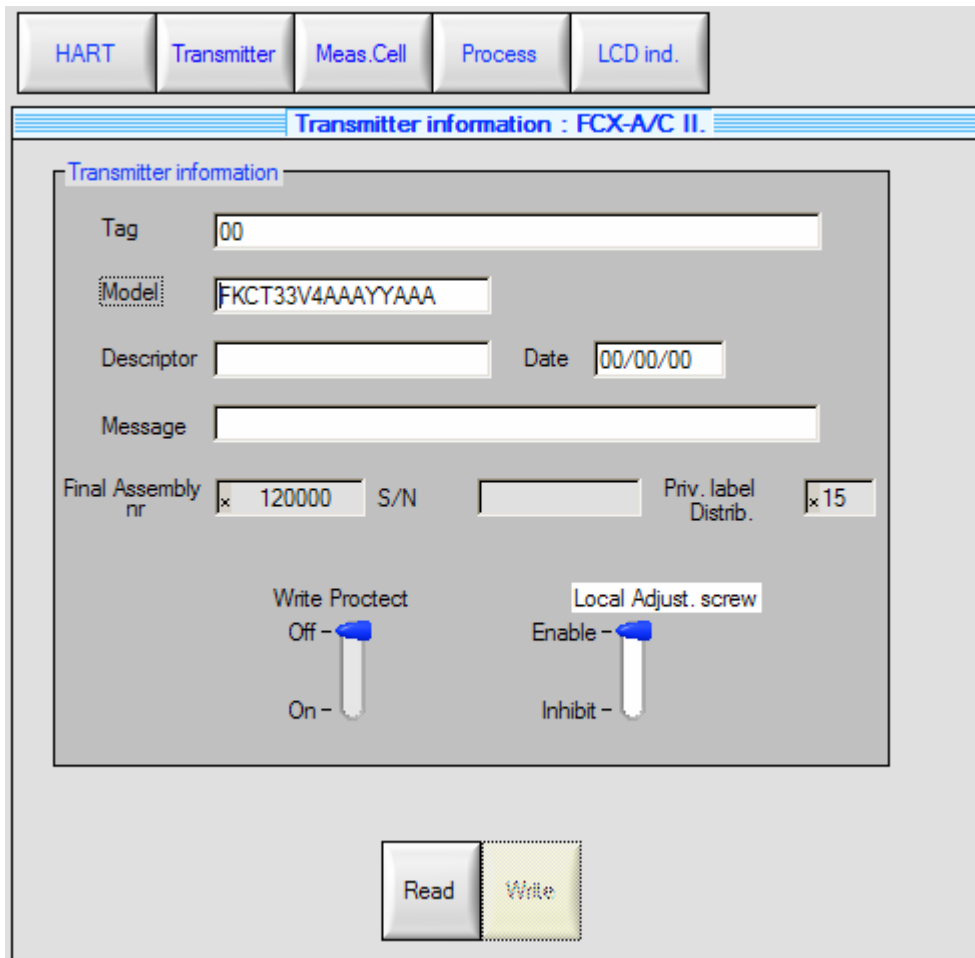 HART Transmitter Meas.Cell Process LCD ind.
Transmitter information : FCX-A/C II.
Transmitter information
Tag 00
Model FKCT33V4AAAYYAAA
Descriptor Date 00/00/00
Message
Final Assembly nr x 120000 S/N Priv. label Distrib. x 15
Write Proctect Local Adjust. screw
Off Enable
On Inhibit
Read Write